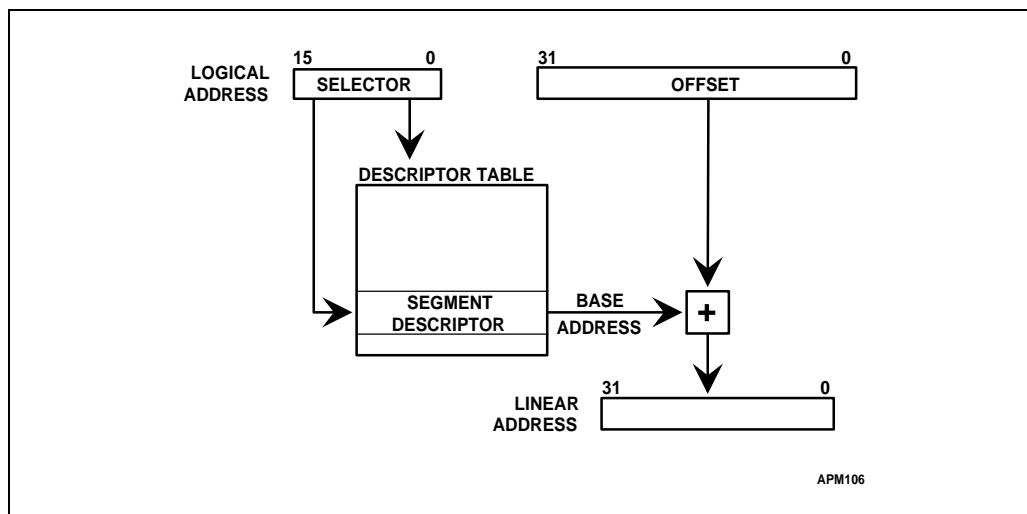 15 0
LOGICAL
ADDRESS
SELECTOR
31 0
OFFSET
DESCRIPTOR TABLE
SEGMENT
DESCRIPTOR
BASE
ADDRESS
+
31 0
LINEAR
ADDRESS
APM106